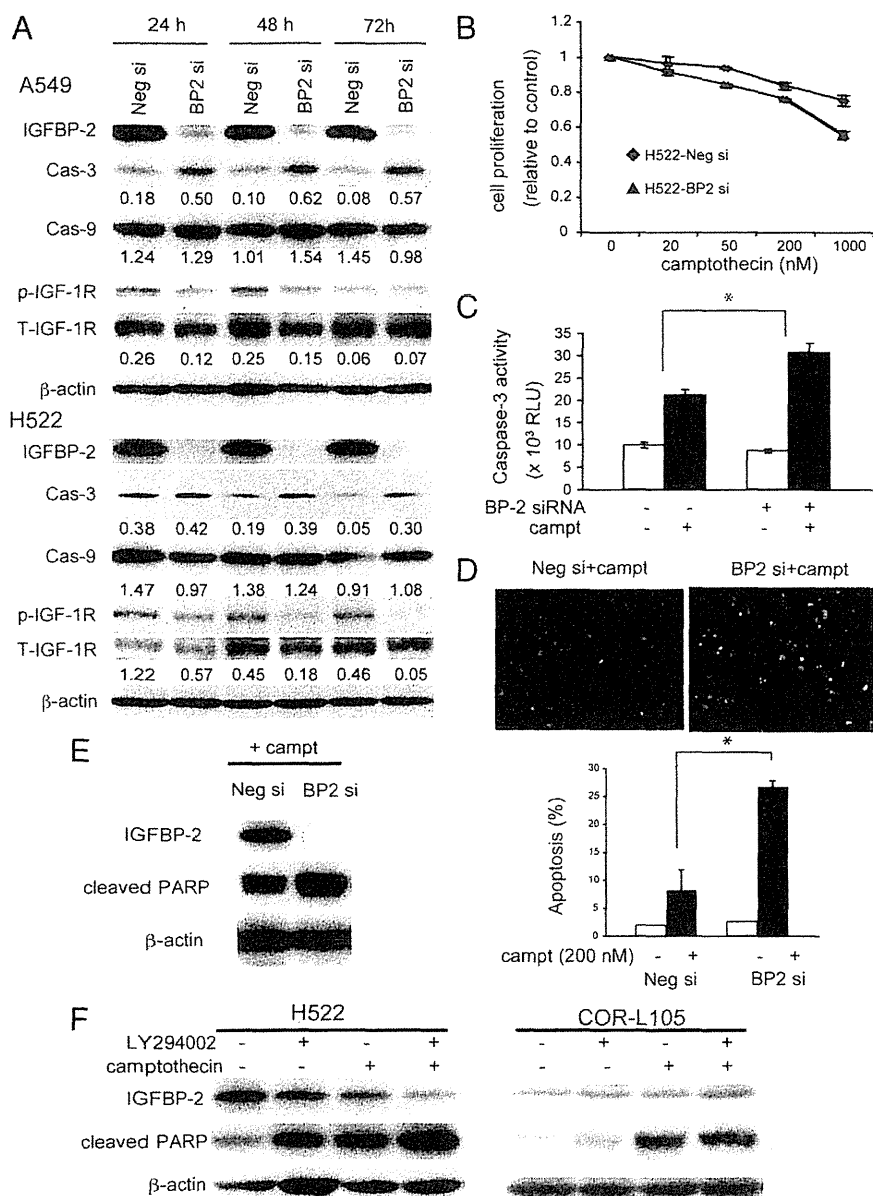 A
24 h 48 h 72h
Neg si BP2 si Neg si BP2 si Neg si BP2 si
A549
IGFBP-2
Cas-3
0.18 0.50 0.10 0.62 0.08 0.57
Cas-9
1.24 1.29 1.01 1.54 1.45 0.98
p-IGF-1R
T-IGF-1R
0.26 0.12 0.25 0.15 0.06 0.07
β-actin
H522
IGFBP-2
Cas-3
0.38 0.42 0.19 0.39 0.05 0.30
Cas-9
1.47 0.97 1.38 1.24 0.91 1.08
p-IGF-1R
T-IGF-1R
1.22 0.57 0.45 0.18 0.46 0.05
β-actin
B
cell proliferation
(relative to control)
1.2
1
0.8
0.6
0.4
0.2
0
H522-Neg si
H522-BP2 si
0 20 50 200 1000
camptothecin (nM)
C
*
Caspase-3 activity
(x 10³ RLU)
35
30
25
20
15
10
5
0
BP-2 siRNA - - + +
campt - + - +
D
Neg si+campt BP2 si+campt
*
Apoptosis (%)
30
25
20
15
10
5
0
campt (200 nM) - + - +
Neg si BP2 si
E
+ campt
Neg si BP2 si
IGFBP-2
cleaved PARP
β-actin
F
H522 COR-L105
LY294002 - + - + - + - +
camptothecin - - + + - - + +
IGFBP-2
cleaved PARP
β-actin